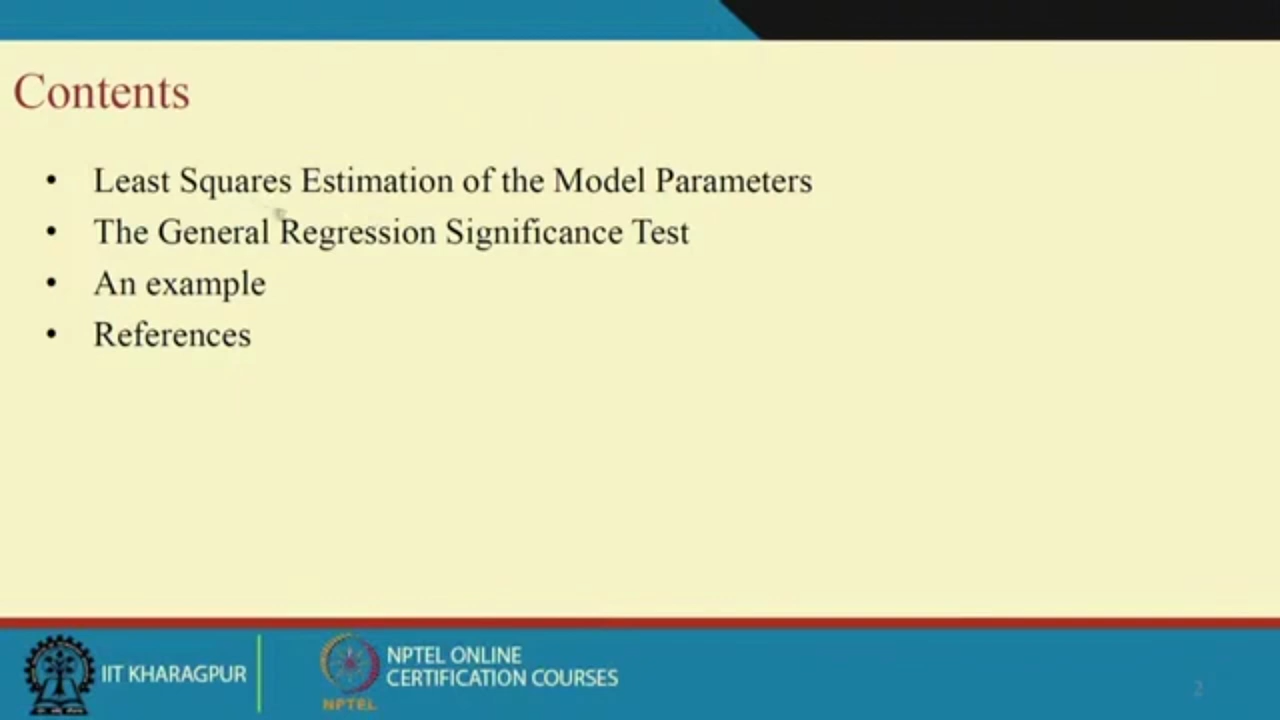 Contents
• Least Squares Estimation of the Model Parameters
• The General Regression Significance Test
• An example
• References
IIT KHARAGPUR
NPTEL ONLINE
CERTIFICATION COURSES
NPTEL
2